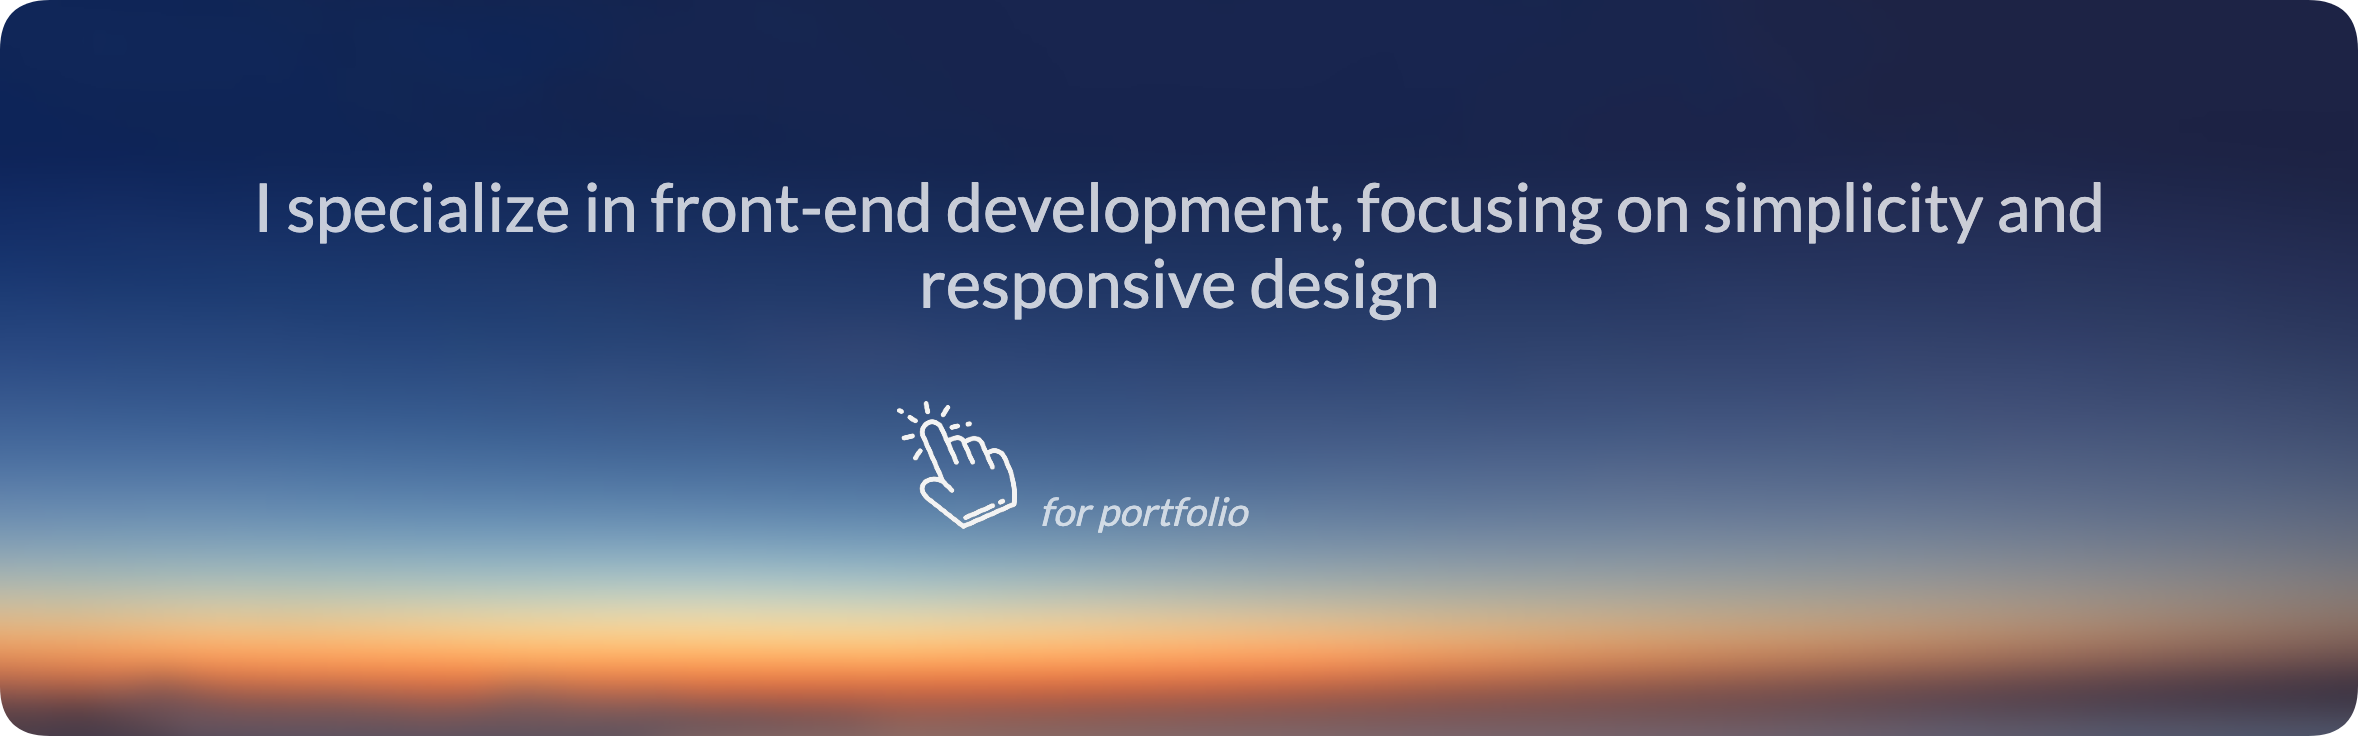 I specialize in front-end development, focusing on simplicity and
responsive design
for portfolio